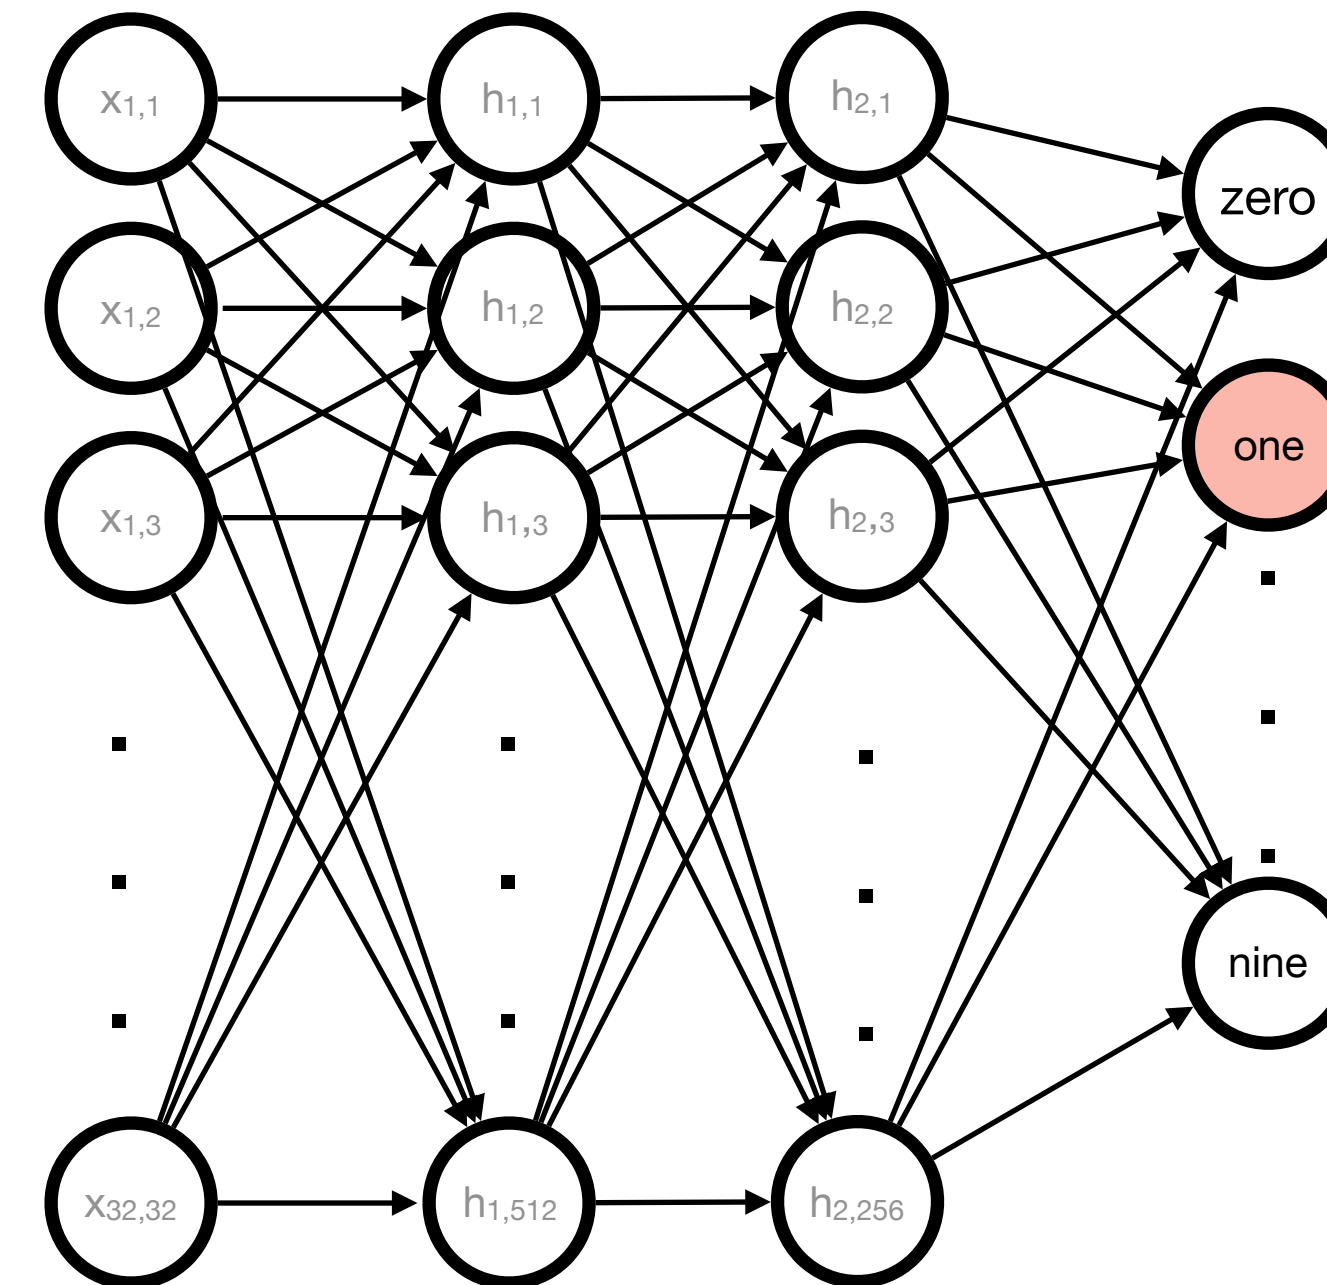 x1,1
h1,1
h2,1
zero
x1,2
h1,2
h2,2
one
x1,3
h1,3
h2,3
nine
x32,32
h1,512
h2,256